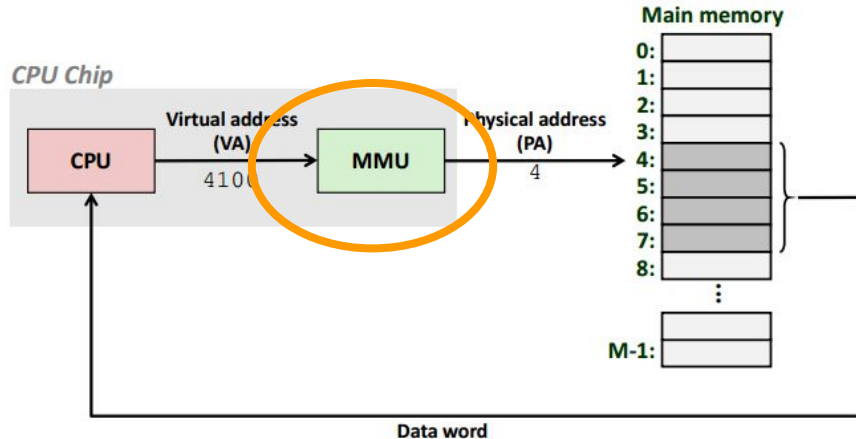 Main memory
0:
1:
CPU Chip
2:
Virtual address
(VA)
Physical address
(PA)
3:
CPU
MMU
4:
4100
4
5:
6:
7:
8:
...
M-1:
Data word